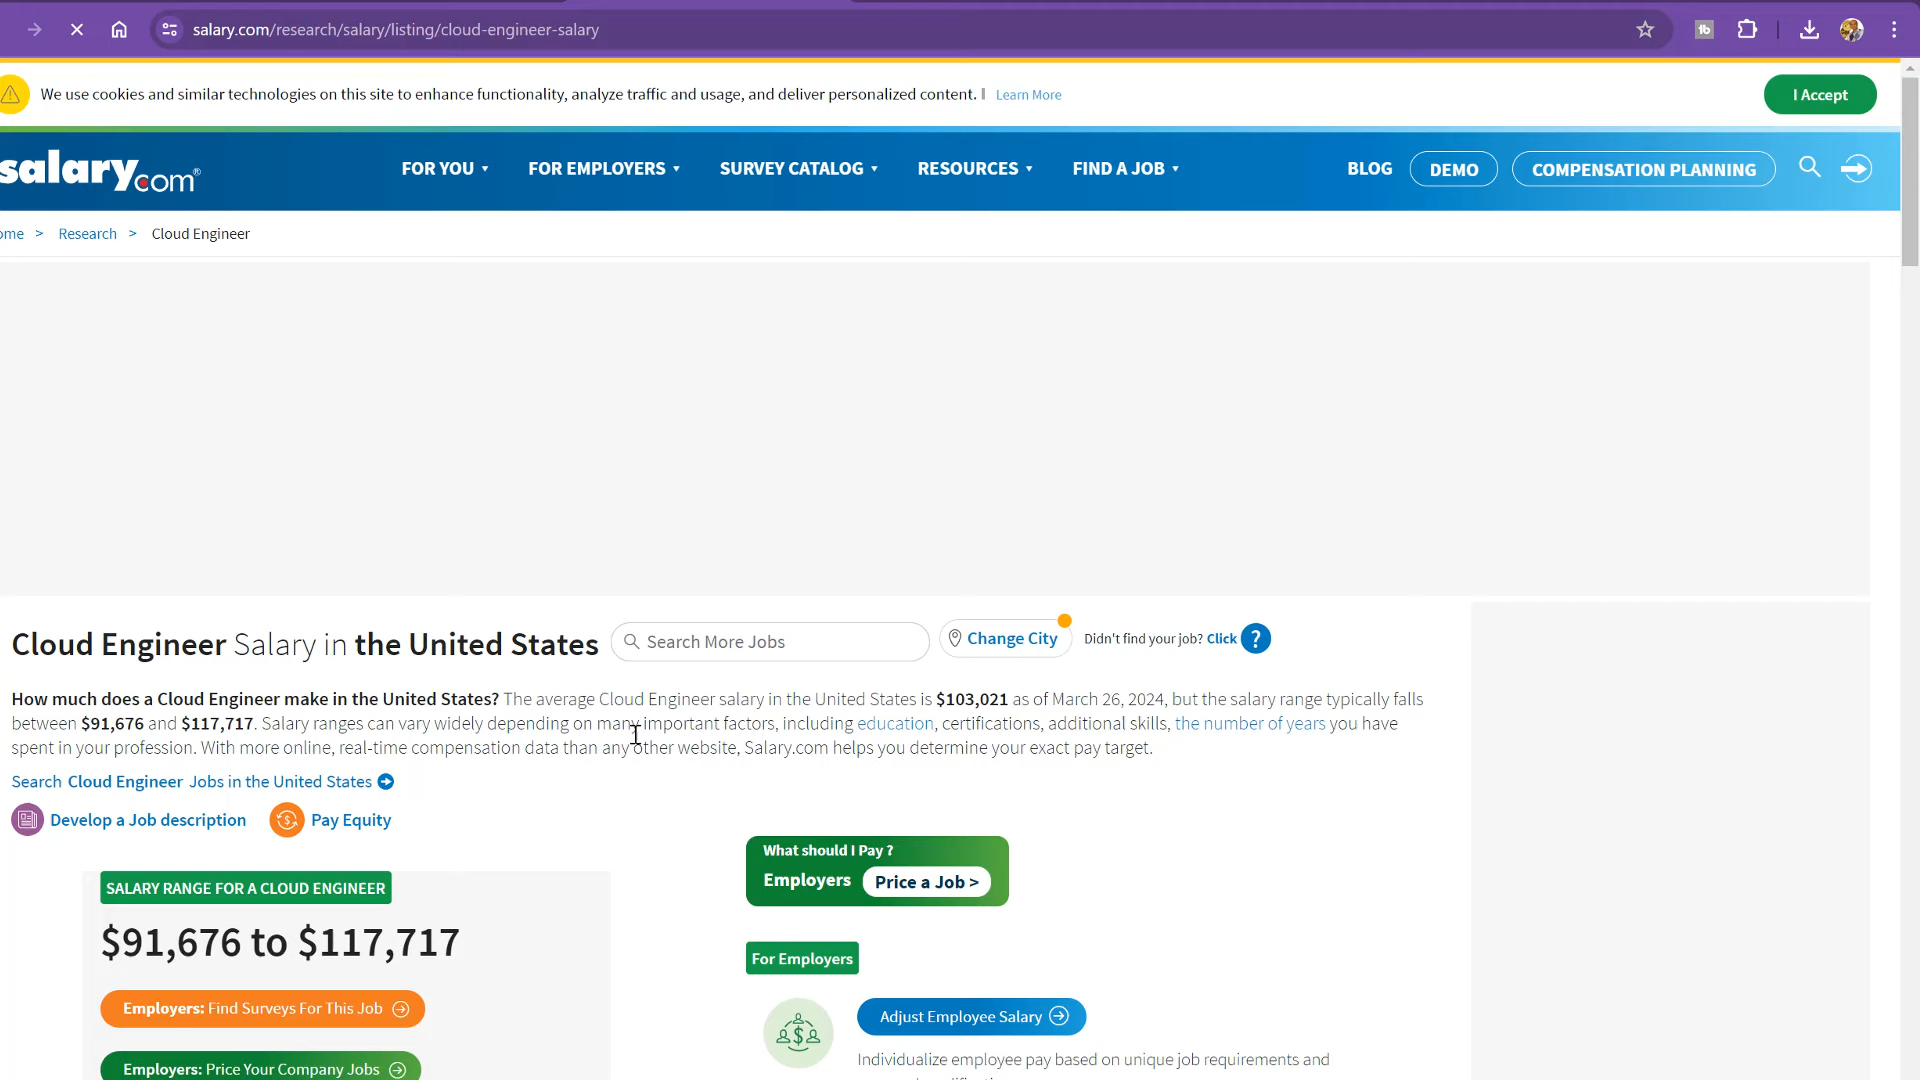 salary.com/research/salary/listing/cloud-engineer-salary
We use cookies and similar technologies on this site to enhance functionality, analyze traffic and usage, and deliver personalized content. Learn More
I Accept
salary.com®
FOR YOU
FOR EMPLOYERS
SURVEY CATALOG
RESOURCES
FIND A JOB
BLOG
DEMO
COMPENSATION PLANNING
ome > Research > Cloud Engineer
Cloud Engineer Salary in the United States
Search More Jobs
Change City
Didn't find your job? Click ?
How much does a Cloud Engineer make in the United States? The average Cloud Engineer salary in the United States is $103,021 as of March 26, 2024, but the salary range typically falls
between $91,676 and $117,717. Salary ranges can vary widely depending on many important factors, including education, certifications, additional skills, the number of years you have
spent in your profession. With more online, real-time compensation data than any other website, Salary.com helps you determine your exact pay target.
Search Cloud Engineer Jobs in the United States
Develop a Job description
Pay Equity
What should I Pay ?
Employers
Price a Job >
SALARY RANGE FOR A CLOUD ENGINEER
$91,676 to $117,717
For Employers
Employers: Find Surveys For This Job
Adjust Employee Salary
Individualize employee pay based on unique job requirements and
Employers: Price Your Company Jobs